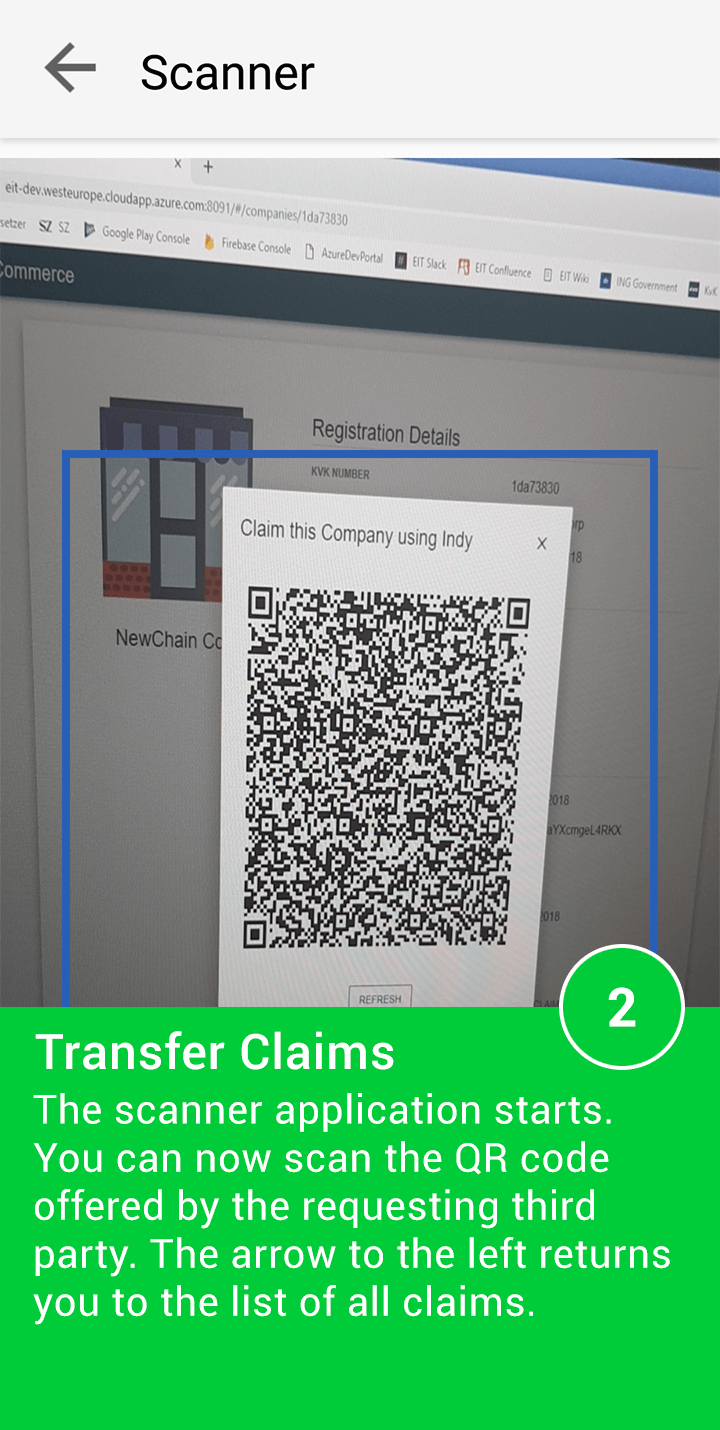 Scanner
x +
eit-dev.westeurope.cloudapp.azure.com:8091/#/companies/1da73830
setzer SZ SZ Google Play Console Firebase Console AzureDevPortal # EIT Slack EIT Confluence EIT Wiki ING Government KvK
Commerce
Registration Details
KVK NUMBER
1da73830
rp
18
Claim this Company using Indy X
NewChain Co
2018
aYXcmgeL4RKX
2018
REFRESH
CLAIM
2
Transfer Claims
The scanner application starts.
You can now scan the QR code
offered by the requesting third
party. The arrow to the left returns
you to the list of all claims.